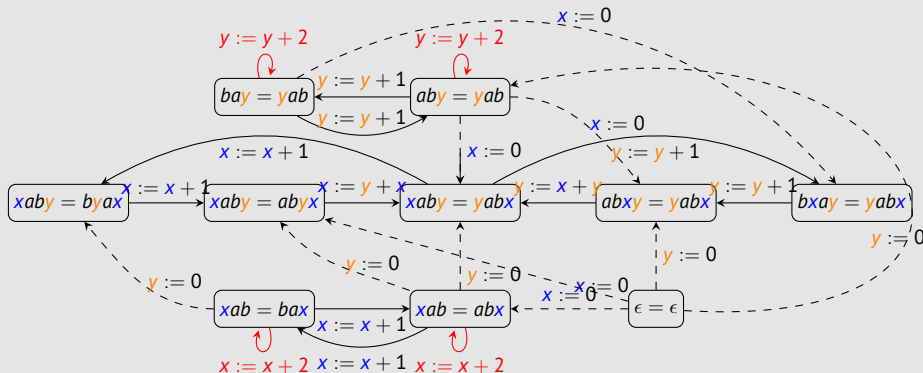 x := 0
y := y + 2
y := y + 2
bay = yab
y := y + 1
aby = yab
y := y + 1
x := 0
x := x + 1
x := 0
y := y + 1
xaby = byax
x := x + 1
xaby = abyx
x := y + x
xaby = yabx
y := x + y
abxy = yabx
y := y + 1
bxay = yabx
y := 0
y := 0
y := 0
y := 0
y := 0
x := 0
x := 0
xab = bax
x := x + 1
xab = abx
ϵ = ϵ
x := x + 2
x := x + 1
x := x + 2